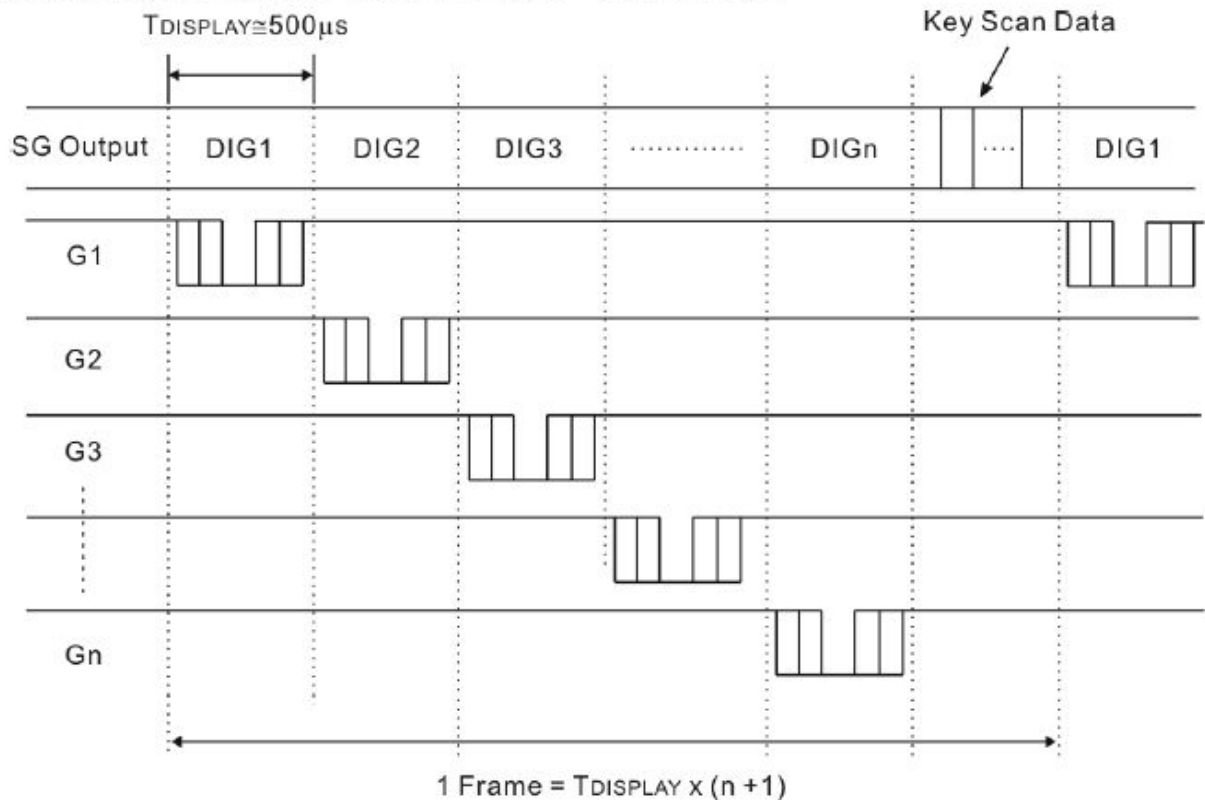 TDISPLAY≅500μs
Key Scan Data
SG Output DIG1 DIG2 DIG3 ............. DIGn .... DIG1
G1
G2
G3
Gn
1 Frame = TDISPLAY x (n +1)